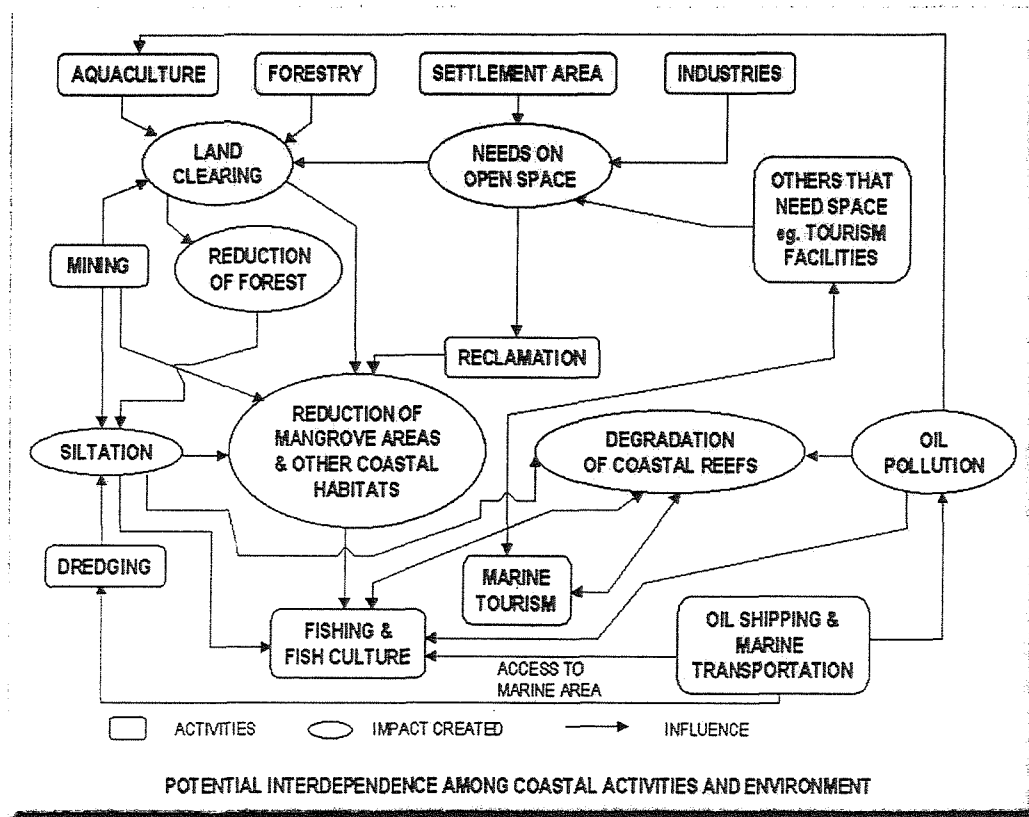 AQUACULTURE
FORESTRY
SETTLEMENT AREA
INDUSTRIES
LAND
CLEARING
NEEDS ON
OPEN SPACE
OTHERS THAT
NEED SPACE
eg. TOURISM
FACILITIES
MINING
REDUCTION
OF FOREST
RECLAMATION
REDUCTION OF
MANGROVE AREAS
& OTHER COASTAL
HABITATS
SILTATION
DEGRADATION
OF COASTAL REEFS
OIL
POLLUTION
DREDGING
MARINE
TOURISM
FISHING &
FISH CULTURE
OIL SHIPPING &
MARINE
TRANSPORTATION
ACCESS TO
MARINE AREA
ACTIVITIES
IMPACT CREATED
INFLUENCE
POTENTIAL INTERDEPENDENCE AMONG COASTAL ACTIVITIES AND ENVIRONMENT